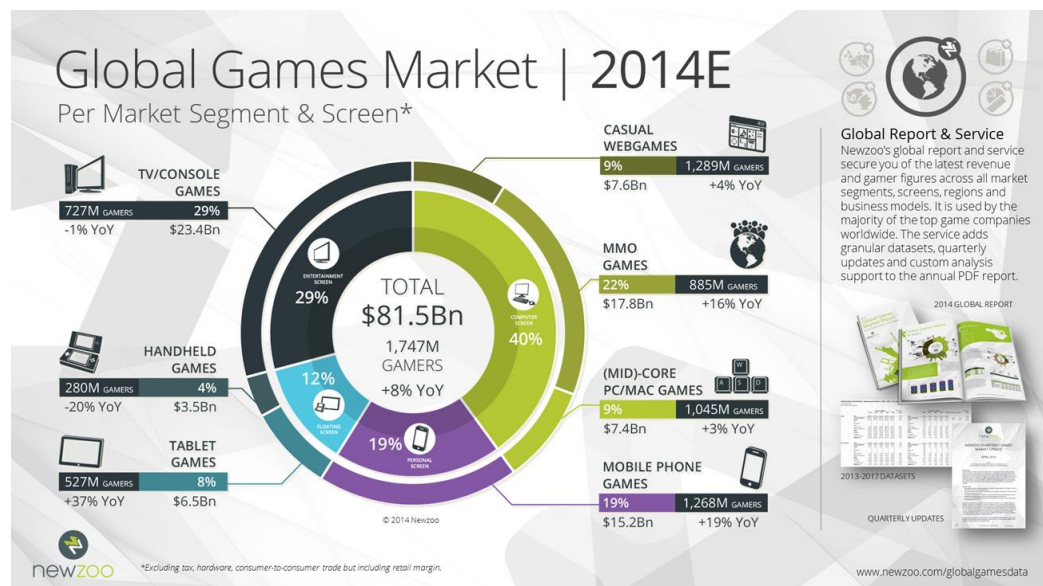 Global Games Market | 2014E
Per Market Segment & Screen*
TV/CONSOLE
GAMES
727M GAMERS 29%
-1% YoY $23.4Bn
HANDHELD
GAMES
280M GAMERS 4%
-20% YoY $3.5Bn
TABLET
GAMES
527M GAMERS 8%
+37% YoY $6.5Bn
ENTERTAINMENT
SCREEN
29%
12%
FLOATING
SCREEN
19%
PERSONAL
SCREEN
COMPUTER
SCREEN
40%
TOTAL
$81.5Bn
1,747M
GAMERS
+8% YoY
© 2014 Newzoo
CASUAL
WEBGAMES
9% 1,289M GAMERS
$7.6Bn +4% YoY
MMO
GAMES
22% 885M GAMERS
$17.8Bn +16% YoY
(MID)-CORE
PC/MAC GAMES
W
A S D
9% 1,045M GAMERS
$7.4Bn +3% YoY
MOBILE PHONE
GAMES
19% 1,268M GAMERS
$15.2Bn +19% YoY
Global Report & Service
Newzoo's global report and service
secure you of the latest revenue
and gamer figures across all market
segments, screens, regions and
business models. It is used by the
majority of the top game companies
worldwide. The service adds
granular datasets, quarterly
updates and custom analysis
support to the annual PDF report.
2014 GLOBAL REPORT
2013-2017 DATASETS
QUARTERLY UPDATES
newzoo
*Excluding tax, hardware, consumer-to-consumer trade but including retail margin.
www.newzoo.com/globalgamesdata